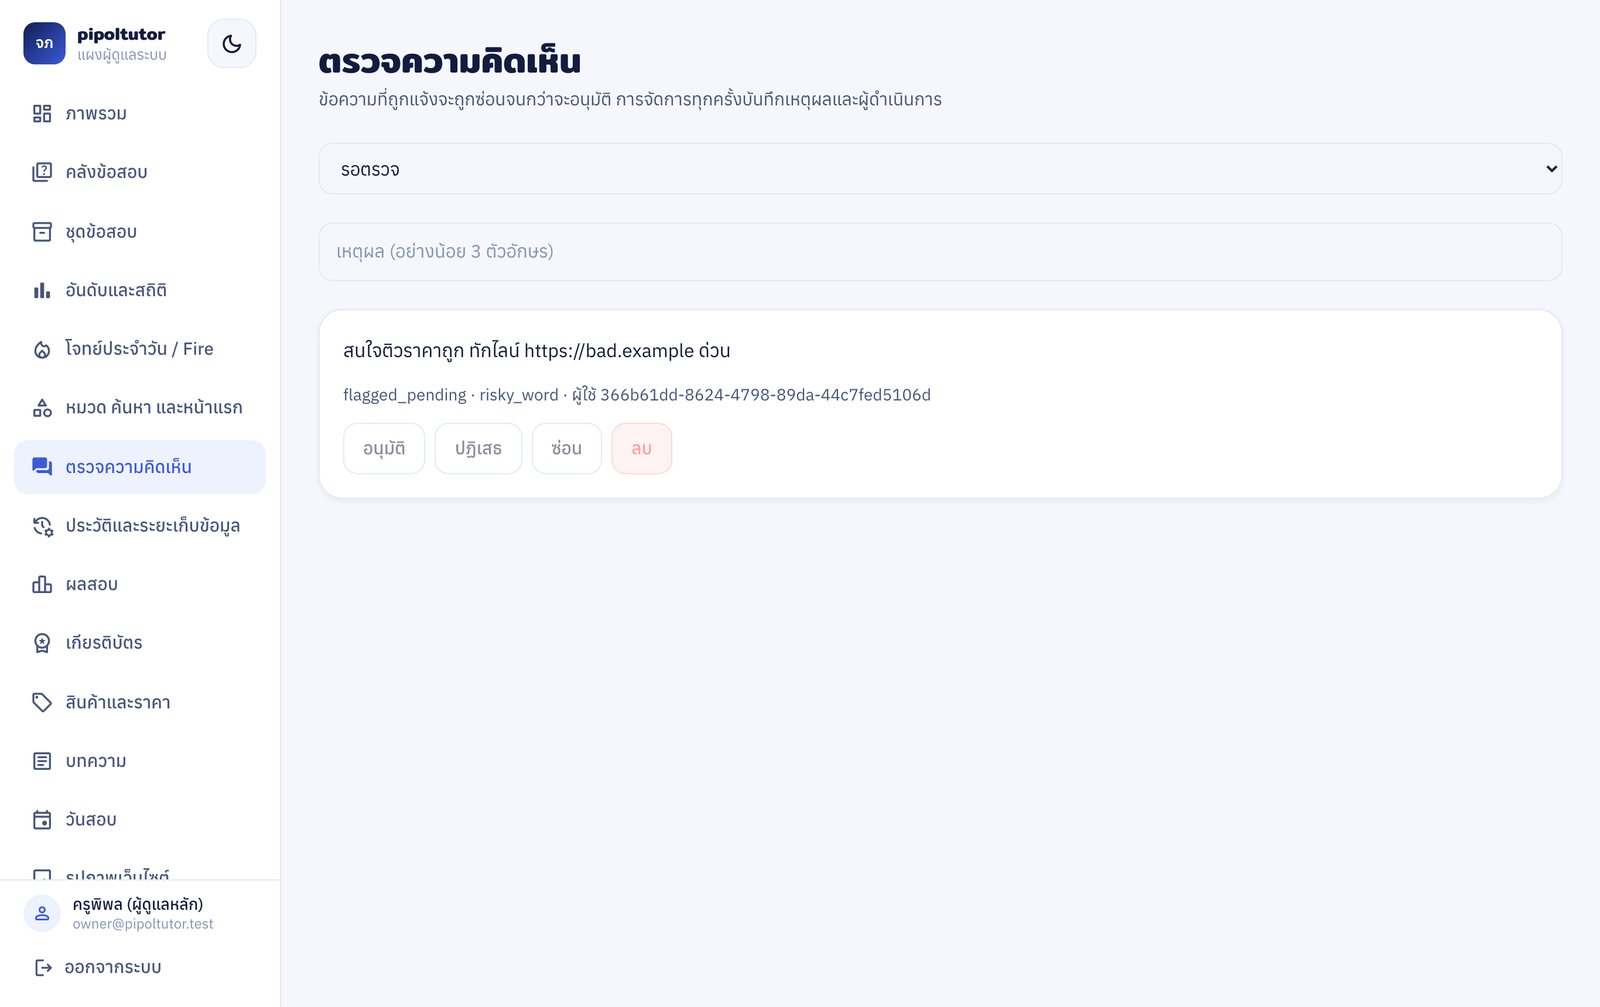 จภ
pipoltutor
แผงผู้ดูแลระบบ
ภาพรวม
คลังข้อสอบ
ชุดข้อสอบ
อันดับและสถิติ
โจทย์ประจำวัน / Fire
หมวด ค้นหา และหน้าแรก
ตรวจความคิดเห็น
ประวัติและระยะเก็บข้อมูล
ผลสอบ
เกียรติบัตร
สินค้าและราคา
บทความ
วันสอบ
รูปภาพเว็บไซต์
ครูพิพล (ผู้ดูแลหลัก)
owner@pipoltutor.test
ออกจากระบบ
ตรวจความคิดเห็น
ข้อความที่ถูกแจ้งจะถูกซ่อนจนกว่าจะอนุมัติ การจัดการทุกครั้งบันทึกเหตุผลและผู้ดำเนินการ
รอตรวจ
เหตุผล (อย่างน้อย 3 ตัวอักษร)
สนใจติวราคาถูก ทักไลน์ https://bad.example ด่วน
flagged_pending · risky_word · ผู้ใช้ 366b61dd-8624-4798-89da-44c7fed5106d
อนุมัติ ปฏิเสธ ซ่อน ลบ